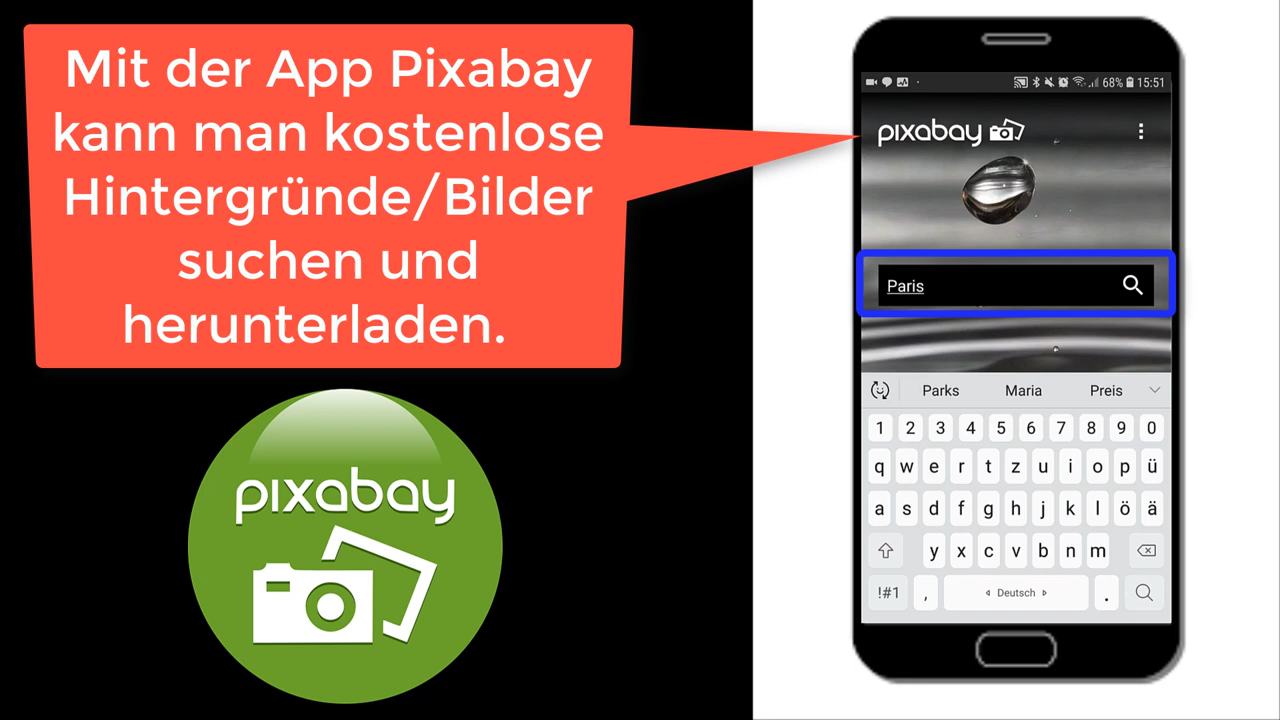 Mit der App Pixabay
kann man kostenlose
Hintergründe/Bilder
suchen und
herunterladen.
pixabay
68% 15:51
pixabay
Paris
Parks Maria Preis
1 2 3 4 5 6 7 8 9 0
q w e r t z u i o p ü
a s d f g h j k l ö ä
y x c v b n m
!#1 , Deutsch .